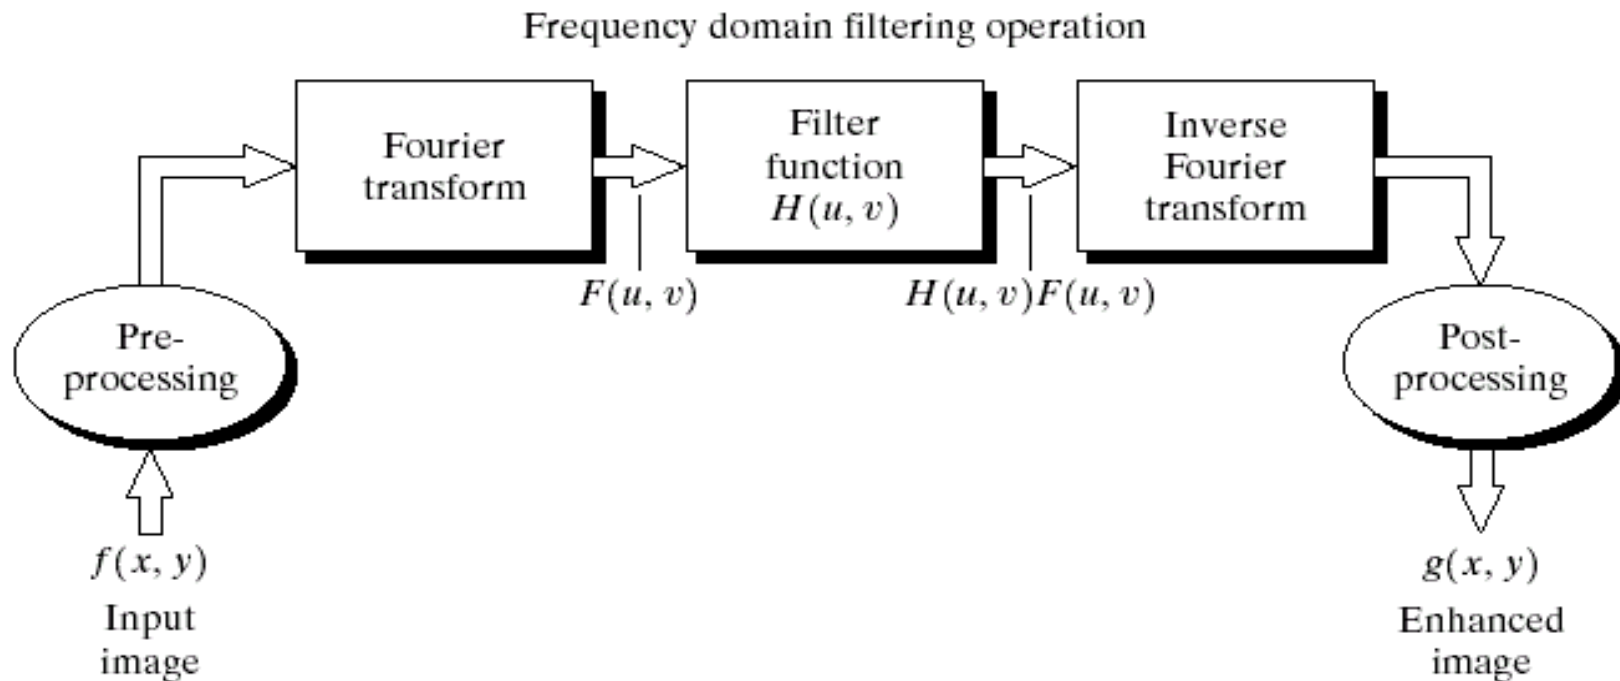 Frequency domain filtering operation
Fourier
transform
Filter
function
H(u, v)
Inverse
Fourier
transform
F(u, v)
H(u, v)F(u, v)
Pre-
processing
Post-
processing
f(x, y)
Input
image
g(x, y)
Enhanced
image